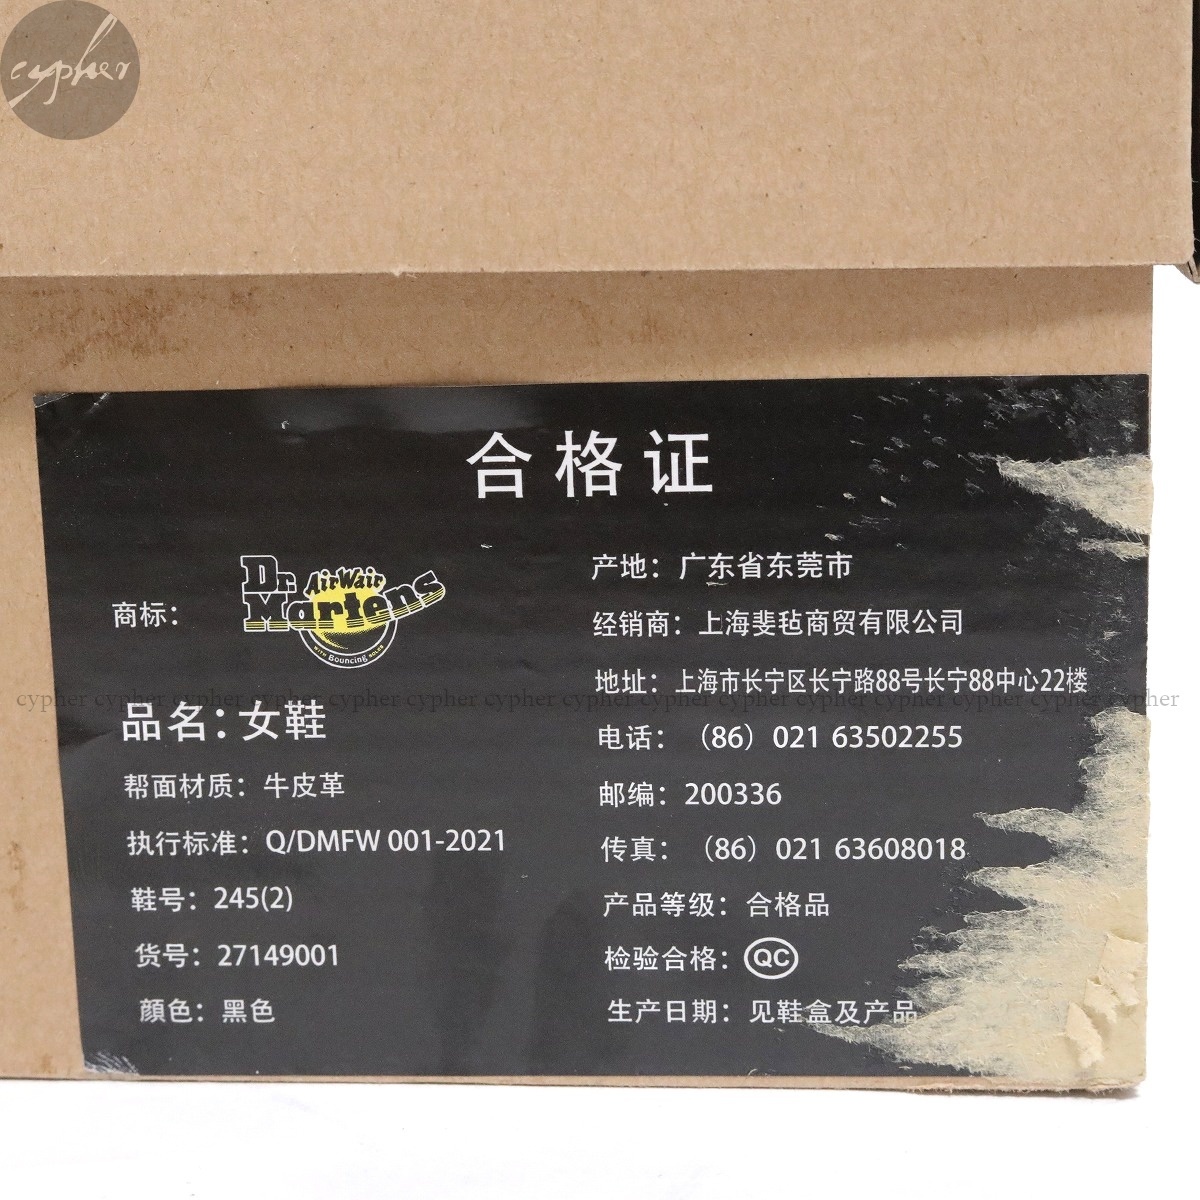 cypher
合格证
商标：
Dr. Martens
AirWair
WITH Bouncing SOLES
品名：女鞋
帮面材质：牛皮革
执行标准：Q/DMFW 001-2021
鞋号：245(2)
货号：27149001
顔色：黑色
产地：广东省东莞市
经销商：上海斐毡商贸有限公司
地址：上海市长宁区长宁路88号长宁88中心22楼
电话：（86）021 63502255
邮编：200336
传真：（86）021 63608018
产品等级：合格品
检验合格：QC
生产日期：见鞋盒及产品
cypher cypher cypher cypher cypher cypher cypher cypher cypher cypher cypher cypher cypher cypher cypher